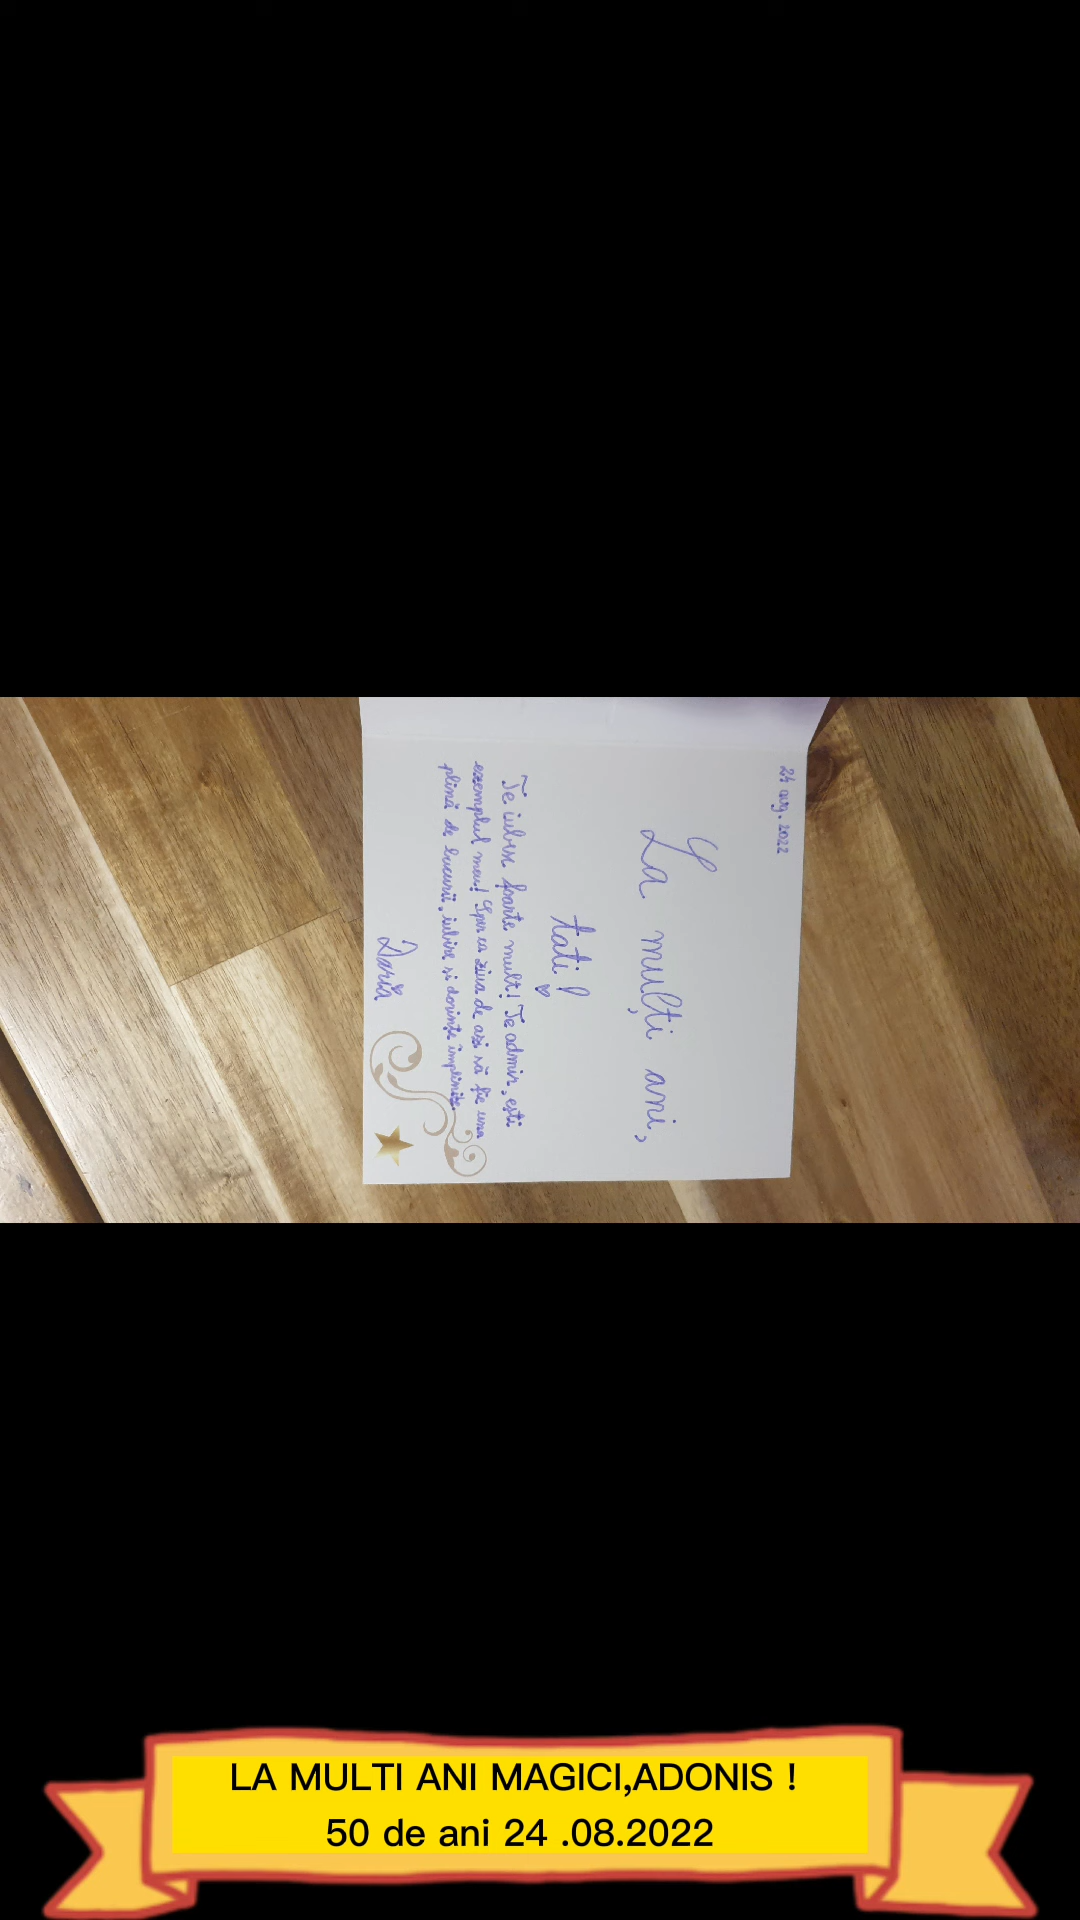 24 aug. 2022
La mulți ani,
tati!
Te iubesc foarte mult! Te admir, ești
exemplul meu! Sper ca ziua de azi să fie una
plină de bucurii, iubire și dorințe împlinite.
Daria
LA MULTI ANI MAGICI,ADONIS !
50 de ani 24 .08.2022